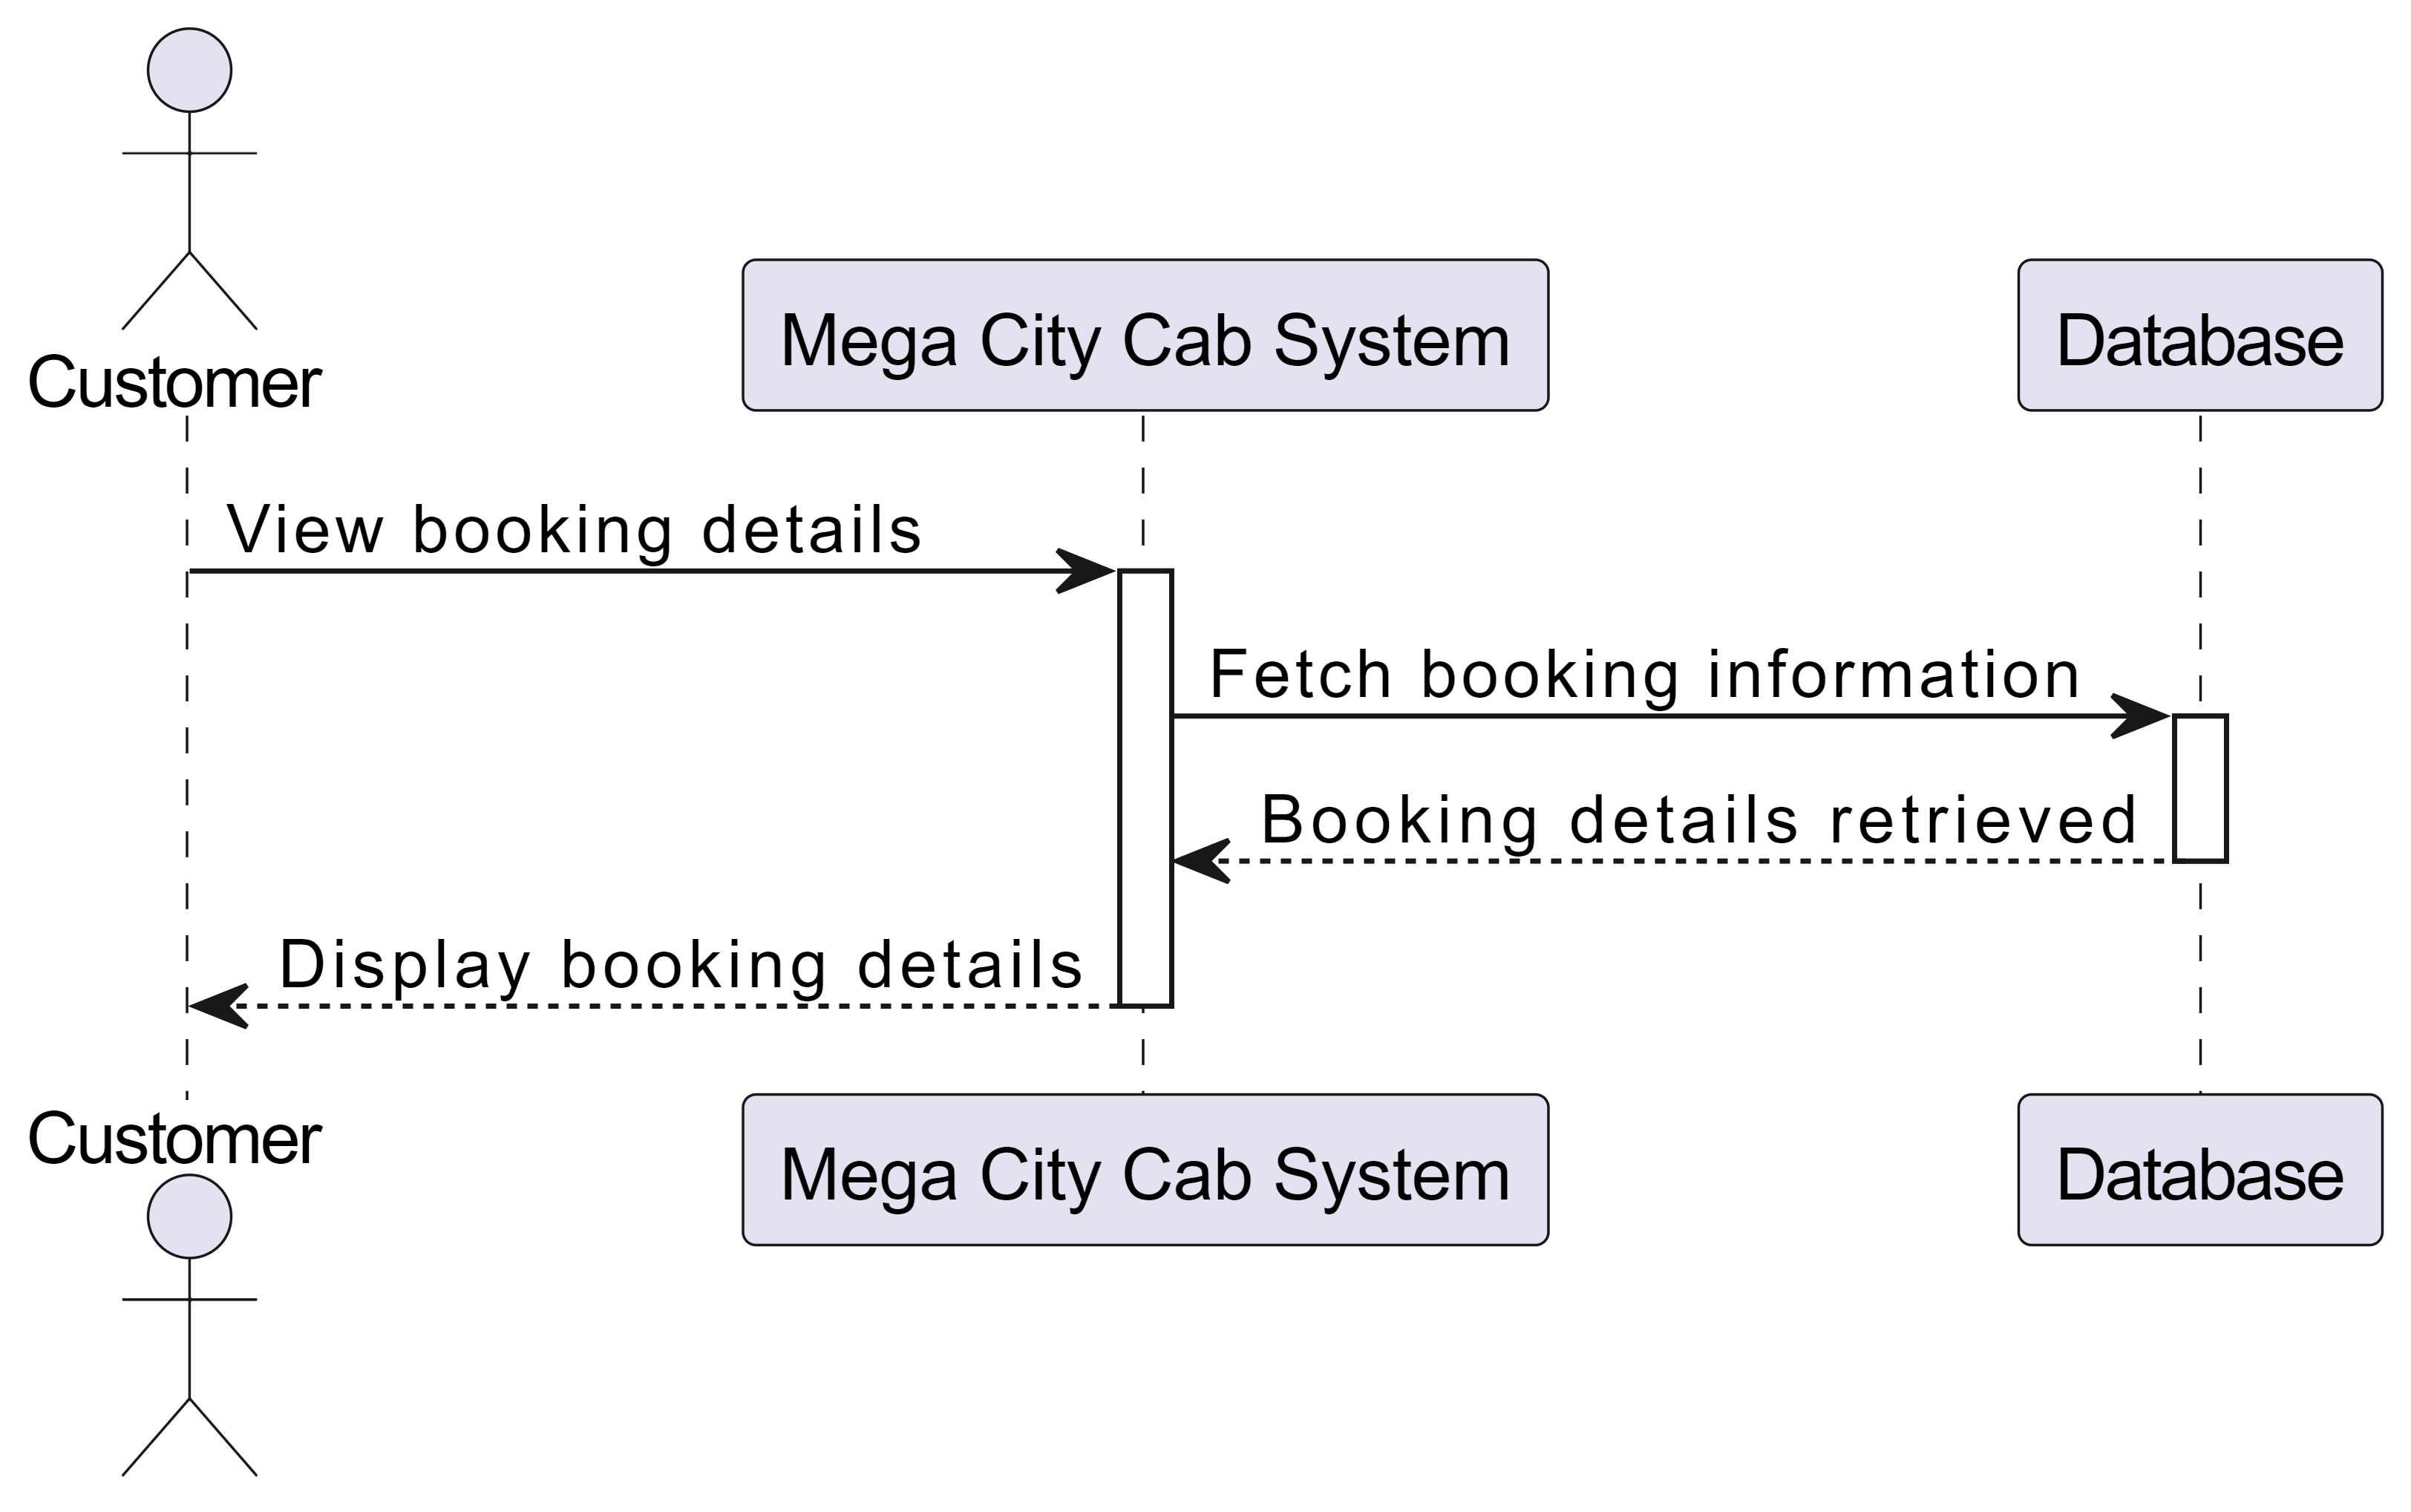 Customer
Mega City Cab System
Database
View booking details
Fetch booking information
Booking details retrieved
Display booking details
Customer
Mega City Cab System
Database